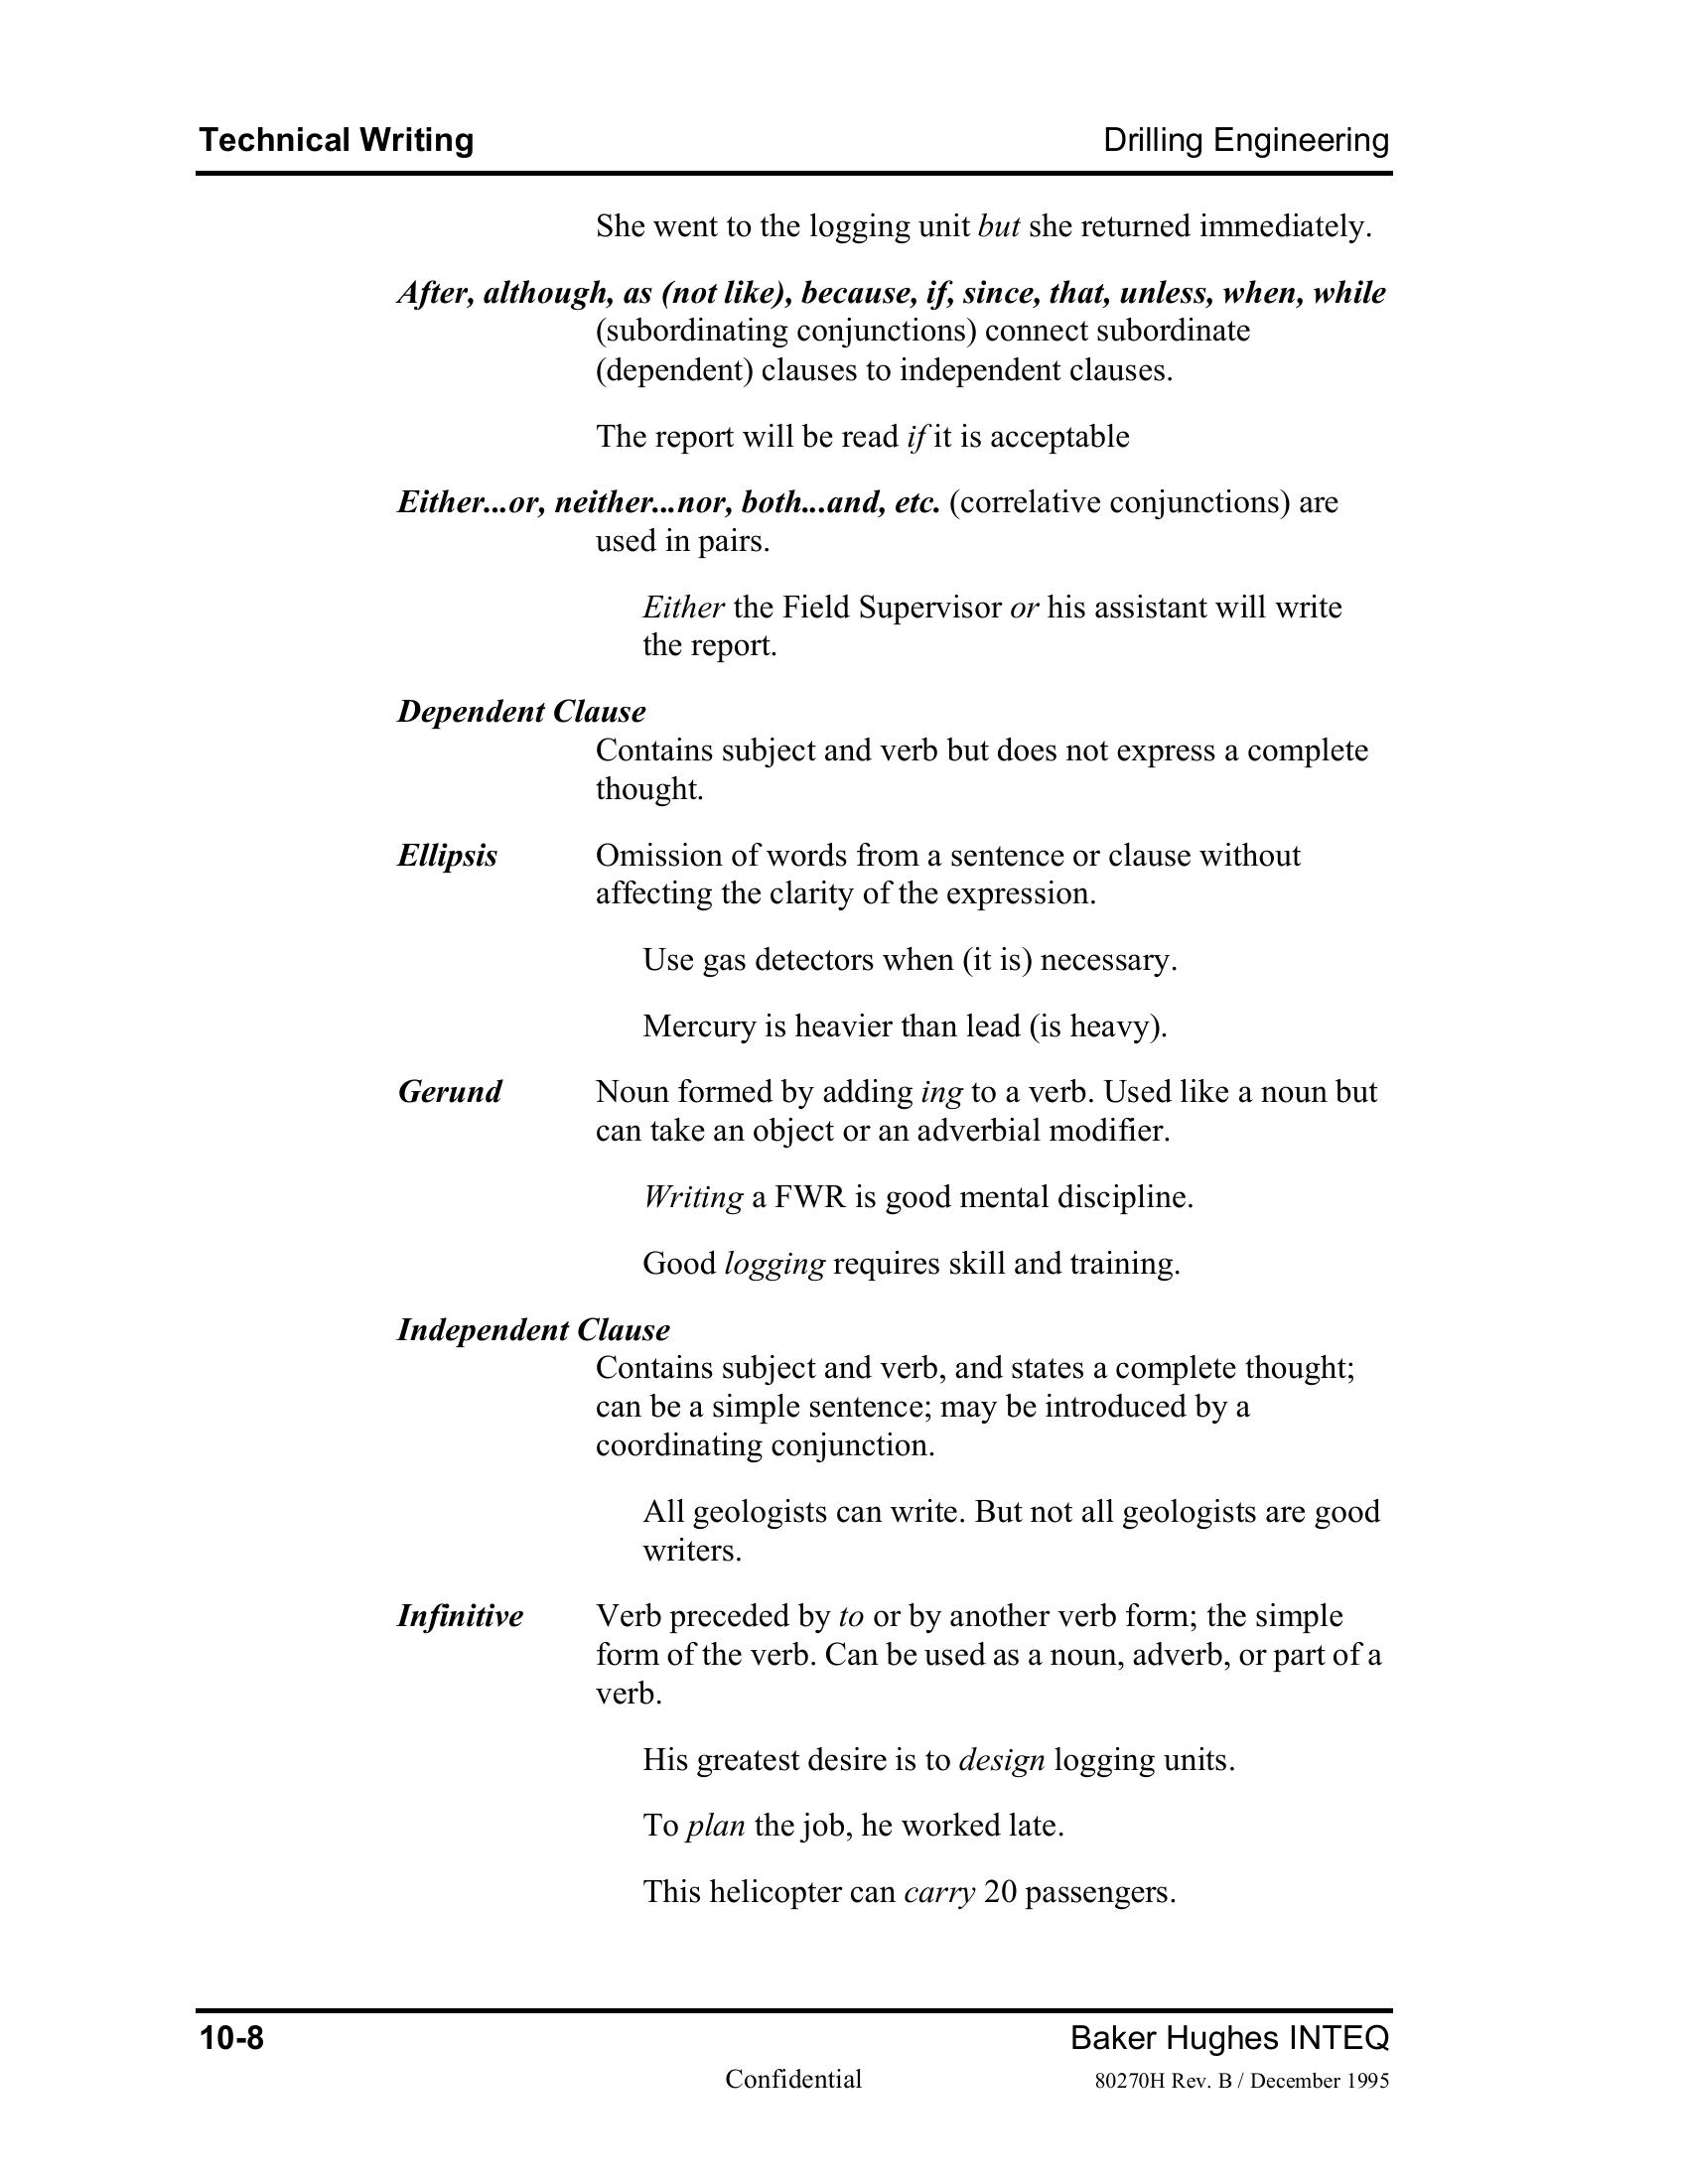 Technical Writing Drilling Engineering
She went to the logging unit but she returned immediately.
After, although, as (not like), because, if, since, that, unless, when, while
(subordinating conjunctions) connect subordinate
(dependent) clauses to independent clauses.
The report will be read if it is acceptable
Either...or, neither...nor, both...and, etc. (correlative conjunctions) are
used in pairs.
Either the Field Supervisor or his assistant will write
the report.
Dependent Clause
Contains subject and verb but does not express a complete
thought.
Ellipsis Omission of words from a sentence or clause without
affecting the clarity of the expression.
Use gas detectors when (it is) necessary.
Mercury is heavier than lead (is heavy).
Gerund Noun formed by adding ing to a verb. Used like a noun but
can take an object or an adverbial modifier.
Writing a FWR is good mental discipline.
Good logging requires skill and training.
Independent Clause
Contains subject and verb, and states a complete thought;
can be a simple sentence; may be introduced by a
coordinating conjunction.
All geologists can write. But not all geologists are good
writers.
Infinitive Verb preceded by to or by another verb form; the simple
form of the verb. Can be used as a noun, adverb, or part of a
verb.
His greatest desire is to design logging units.
To plan the job, he worked late.
This helicopter can carry 20 passengers.
10-8 Baker Hughes INTEQ
Confidential 80270H Rev. B / December 1995